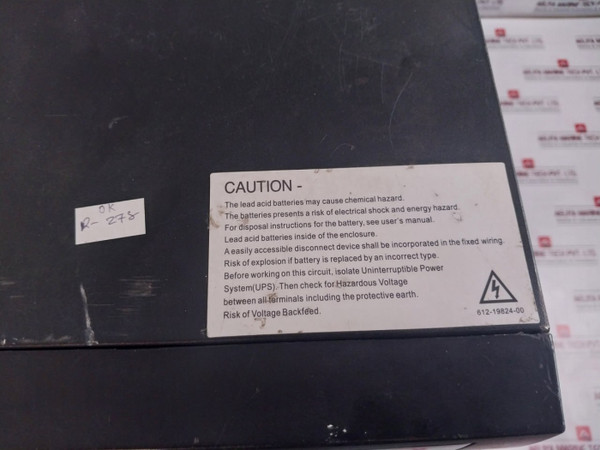 OK
R- 278
CAUTION -
The lead acid batteries may cause chemical hazard.
The batteries presents a risk of electrical shock and energy hazard.
For disposal instructions for the battery, see user's manual.
Lead acid batteries inside of the enclosure.
A easily accessible disconnect device shall be incorporated in the fixed wiring.
Risk of explosion if battery is replaced by an incorrect type.
Before working on this circuit, isolate Uninterruptible Power
System(UPS). Then check for Hazardous Voltage
between all terminals including the protective earth.
Risk of Voltage Backfeed.
612-19824-00